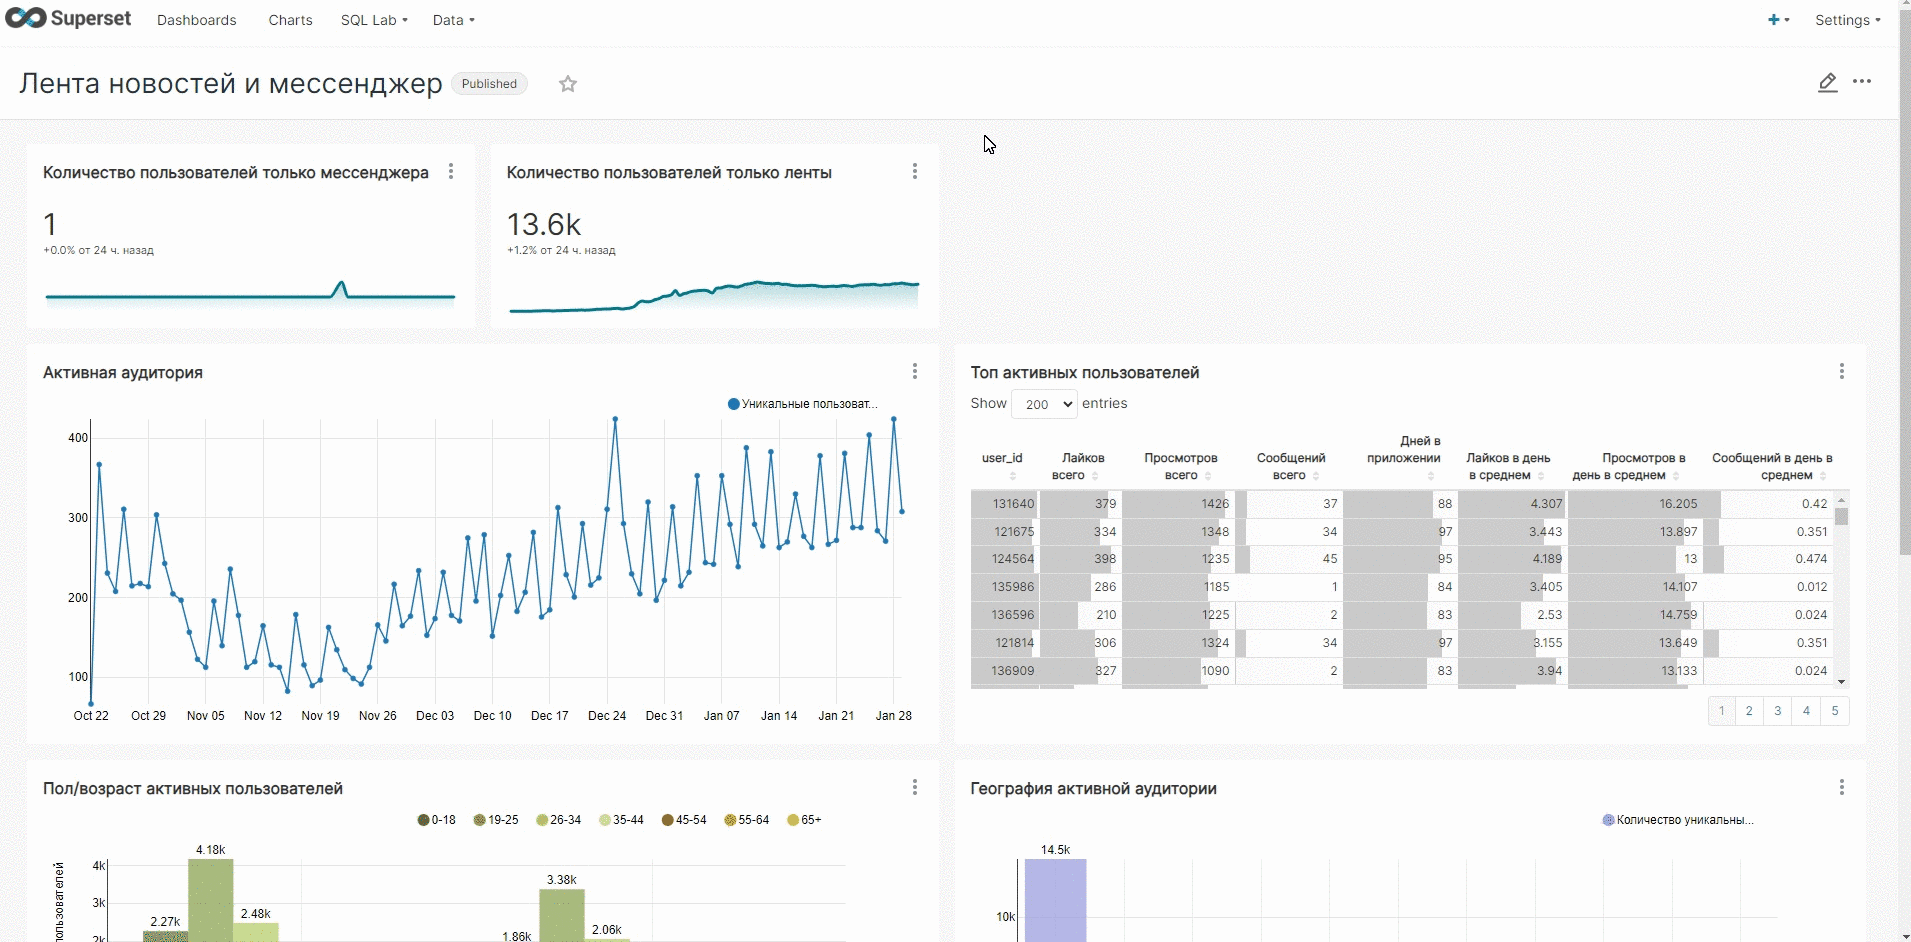 Superset Dashboards Charts SQL Lab Data + Settings
Лента новостей и мессенджер Published
Количество пользователей только мессенджера
1
+0.0% от 24 ч. назад
Количество пользователей только ленты
13.6k
+1.2% от 24 ч. назад
Активная аудитория
Уникальные пользоват...
400
300
200
100
Oct 22 Oct 29 Nov 05 Nov 12 Nov 19 Nov 26 Dec 03 Dec 10 Dec 17 Dec 24 Dec 31 Jan 07 Jan 14 Jan 21 Jan 28
Топ активных пользователей
Show 200 entries
user_id Лайков всего Просмотров всего Сообщений всего Дней в приложении Лайков в день в среднем Просмотров в день в среднем Сообщений в день в среднем
131640 379 1426 37 88 4.307 16.205 0.42
121675 334 1348 34 97 3.443 13.897 0.351
124564 398 1235 45 95 4.189 13 0.474
135986 286 1185 1 84 3.405 14.107 0.012
136596 210 1225 2 83 2.53 14.759 0.024
121814 306 1324 34 97 3.155 13.649 0.351
136909 327 1090 2 83 3.94 13.133 0.024
1 2 3 4 5
Пол/возраст активных пользователей
0-18 19-25 26-34 35-44 45-54 55-64 65+
4k
3k
2k
2.27k 4.18k 2.48k 1.86k 3.38k 2.06k
География активной аудитории
Количество уникальны...
14.5k
10k